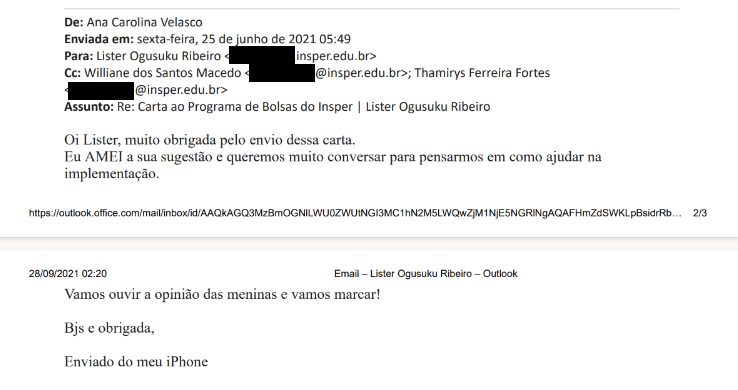 De: Ana Carolina Velasco
Enviada em: sexta-feira, 25 de junho de 2021 05:49
Para: Lister Ogusuku Ribeiro < insper.edu.br>
Cc: Williane dos Santos Macedo < @insper.edu.br>; Thamirys Ferreira Fortes
< @insper.edu.br>
Assunto: Re: Carta ao Programa de Bolsas do Insper | Lister Ogusuku Ribeiro
Oi Lister, muito obrigada pelo envio dessa carta.
Eu AMEI a sua sugestão e queremos muito conversar para pensarmos em como ajudar na
implementação.
https://outlook.office.com/mail/inbox/id/AAQkAGQ3MzBmOGNlLWU0ZWUtNGI3MC1hN2M5LWQwZjM1NjE5NGRlNgAQAFHmZdSWKLpBsidrRb... 2/3
28/09/2021 02:20 Email – Lister Ogusuku Ribeiro – Outlook
Vamos ouvir a opinião das meninas e vamos marcar!
Bjs e obrigada,
Enviado do meu iPhone